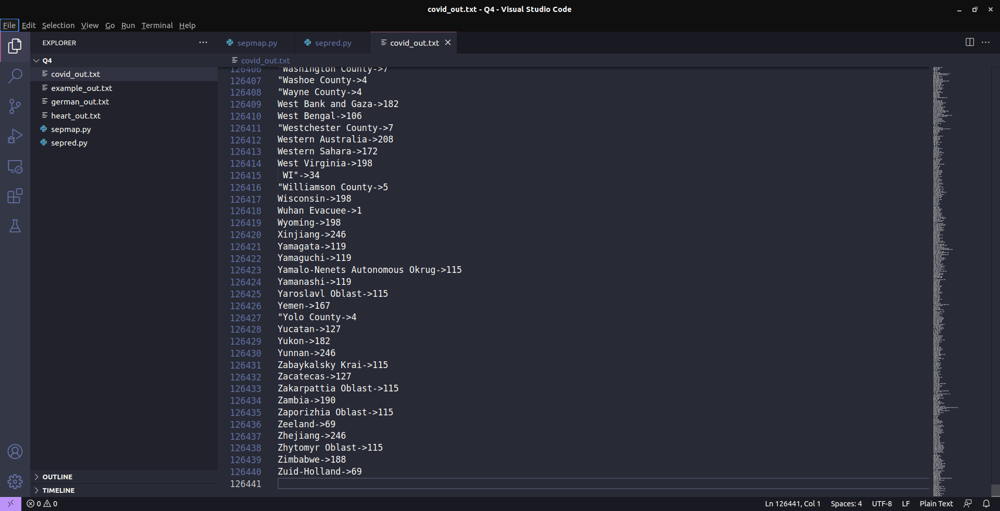 covid_out.txt - Q4 - Visual Studio Code
File Edit Selection View Go Run Terminal Help
EXPLORER
Q4
covid_out.txt
example_out.txt
german_out.txt
heart_out.txt
sepmap.py
sepred.py
OUTLINE
TIMELINE
sepmap.py sepred.py covid_out.txt
covid_out.txt
126406 "Washington County->7
126407 "Washoe County->4
126408 "Wayne County->4
126409 West Bank and Gaza->182
126410 West Bengal->106
126411 "Westchester County->7
126412 Western Australia->208
126413 Western Sahara->172
126414 West Virginia->198
126415  WI"->34
126416 "Williamson County->5
126417 Wisconsin->198
126418 Wuhan Evacuee->1
126419 Wyoming->198
126420 Xinjiang->246
126421 Yamagata->119
126422 Yamaguchi->119
126423 Yamalo-Nenets Autonomous Okrug->115
126424 Yamanashi->119
126425 Yaroslavl Oblast->115
126426 Yemen->167
126427 "Yolo County->4
126428 Yucatan->127
126429 Yukon->182
126430 Yunnan->246
126431 Zabaykalsky Krai->115
126432 Zacatecas->127
126433 Zakarpattia Oblast->115
126434 Zambia->190
126435 Zaporizhia Oblast->115
126436 Zeeland->69
126437 Zhejiang->246
126438 Zhytomyr Oblast->115
126439 Zimbabwe->188
126440 Zuid-Holland->69
126441
0 0 Ln 126441, Col 1 Spaces: 4 UTF-8 LF Plain Text